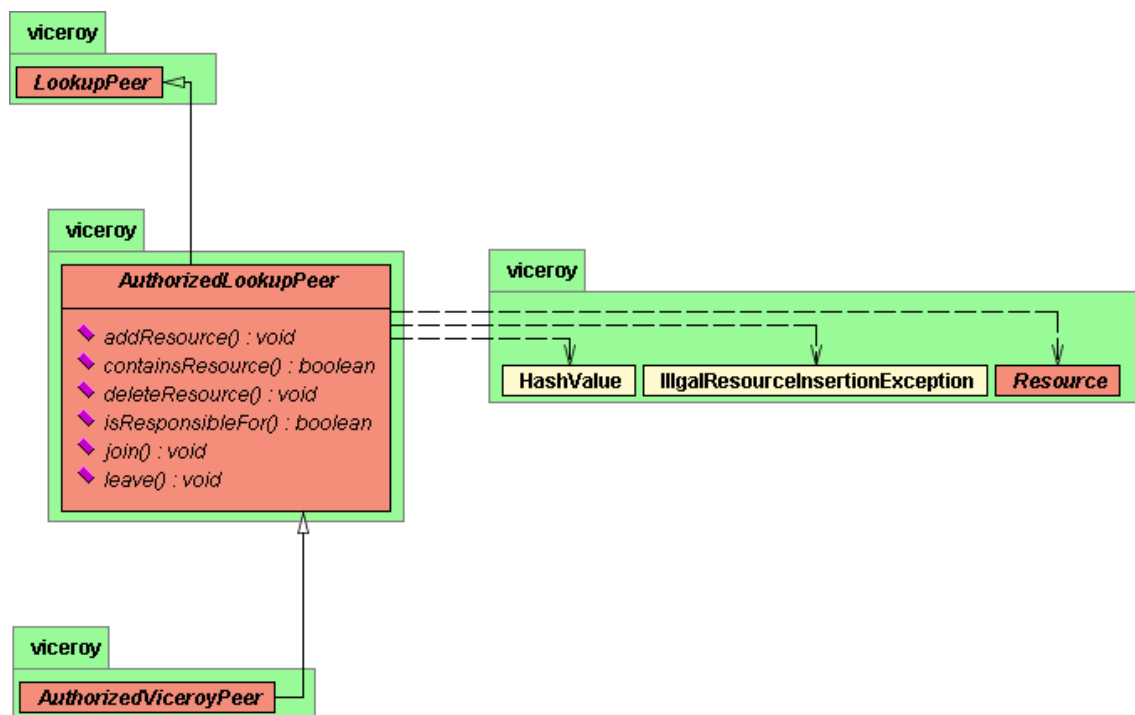 viceroy
LookupPeer
viceroy
AuthorizedLookupPeer
addResource() : void
containsResource() : boolean
deleteResource() : void
isResponsibleFor() : boolean
join() : void
leave() : void
viceroy
HashValue
IllgalResourceInsertionException
Resource
viceroy
AuthorizedViceroyPeer